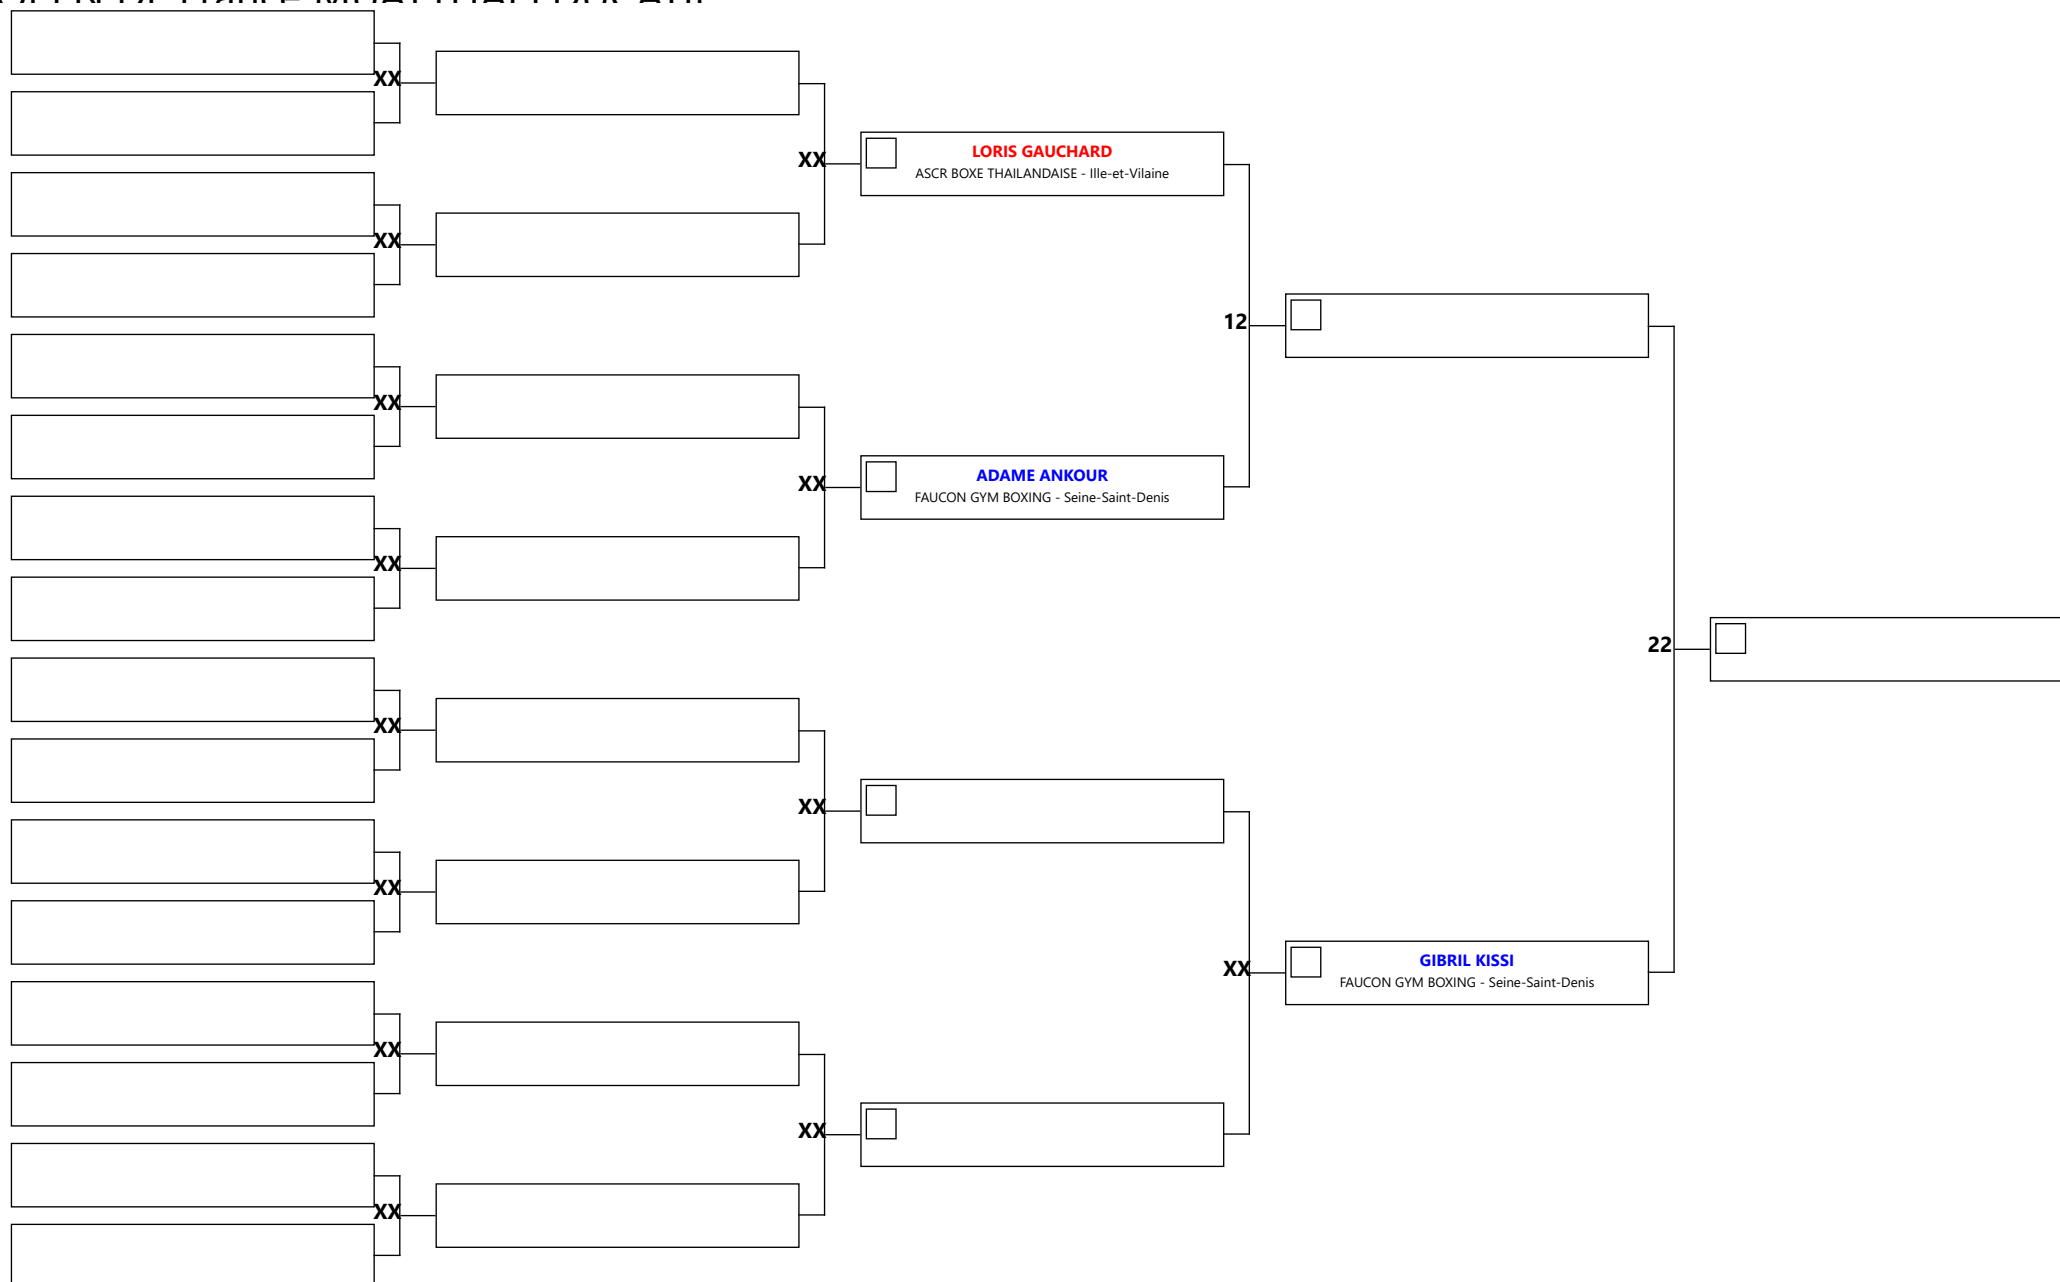 XX
XX
LORIS GAUCHARD
ASCR BOXE THAILANDAISE - Ille-et-Vilaine
XX
12
XX
XX
ADAME ANKOUR
FAUCON GYM BOXING - Seine-Saint-Denis
XX
22
XX
XX
XX
XX
GIBRIL KISSI
FAUCON GYM BOXING - Seine-Saint-Denis
XX
XX
XX